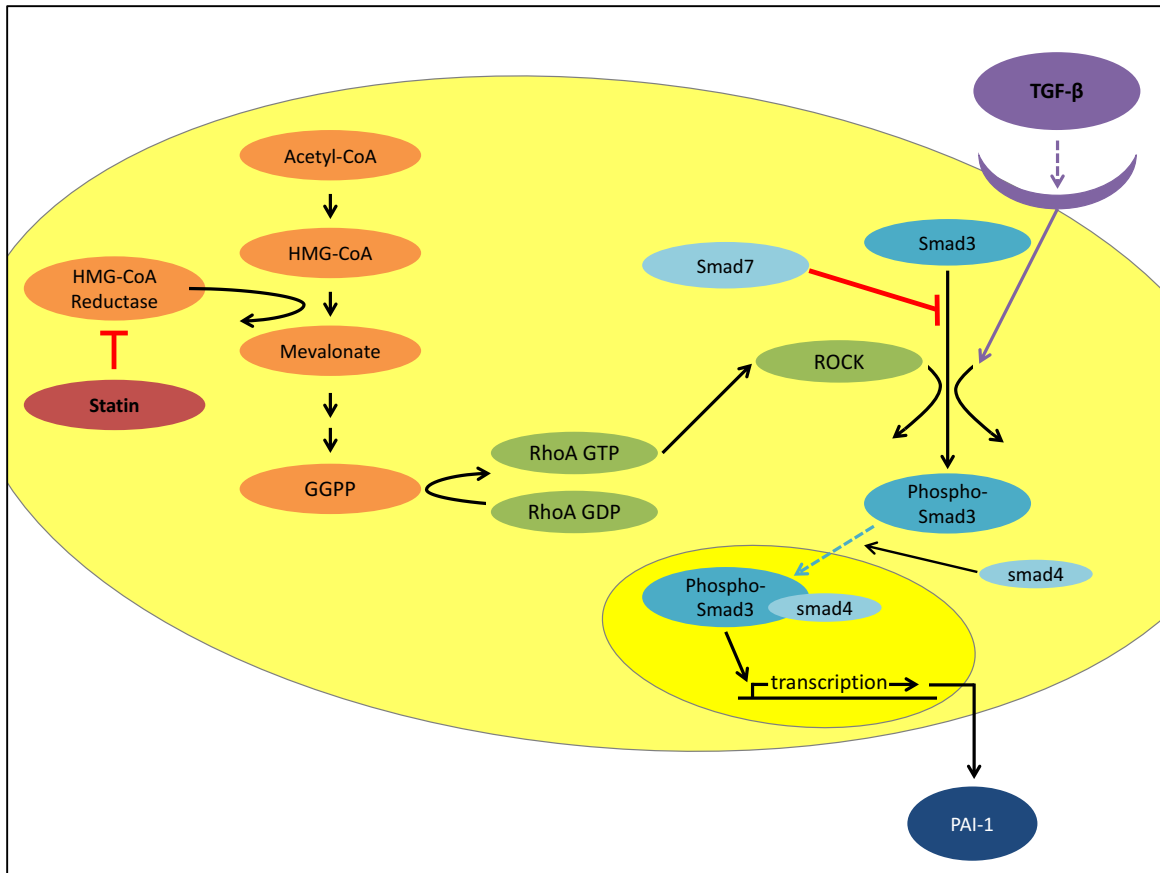 TGF-β
Acetyl-CoA
HMG-CoA
Smad3
Smad7
HMG-CoA
Reductase
Mevalonate
ROCK
Statin
RhoA GTP
GGPP
RhoA GDP
Phospho-
Smad3
smad4
Phospho-
Smad3
smad4
transcription
PAI-1